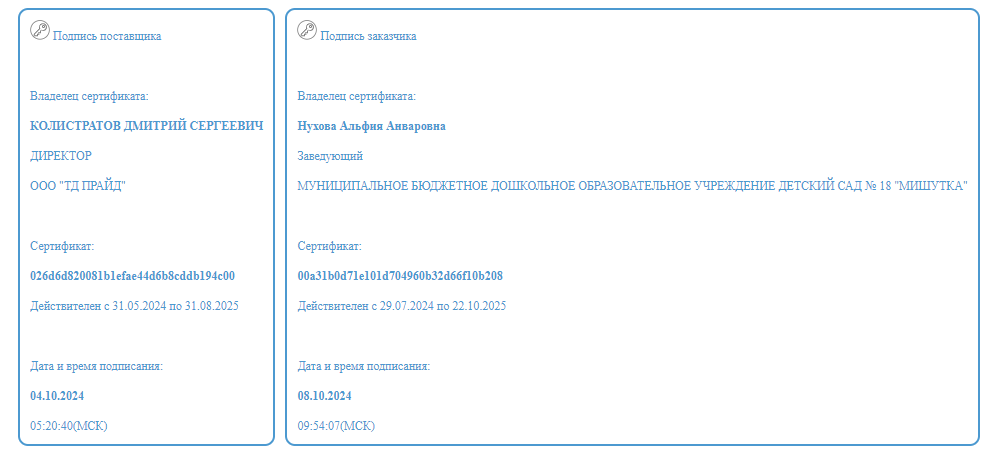 Подпись поставщика
Владелец сертификата:
КОЛИСТРАТОВ ДМИТРИЙ СЕРГЕЕВИЧ
ДИРЕКТОР
ООО "ТД ПРАЙД"
Сертификат:
026d6d820081b1efae44d6b8cddb194c00
Действителен с 31.05.2024 по 31.08.2025
Дата и время подписания:
04.10.2024
05:20:40(МСК)
Подпись заказчика
Владелец сертификата:
Нухова Альфия Анваровна
Заведующий
МУНИЦИПАЛЬНОЕ БЮДЖЕТНОЕ ДОШКОЛЬНОЕ ОБРАЗОВАТЕЛЬНОЕ УЧРЕЖДЕНИЕ ДЕТСКИЙ САД № 18 "МИШУТКА"
Сертификат:
00a31b0d71e101d704960b32d66f10b208
Действителен с 29.07.2024 по 22.10.2025
Дата и время подписания:
08.10.2024
09:54:07(МСК)